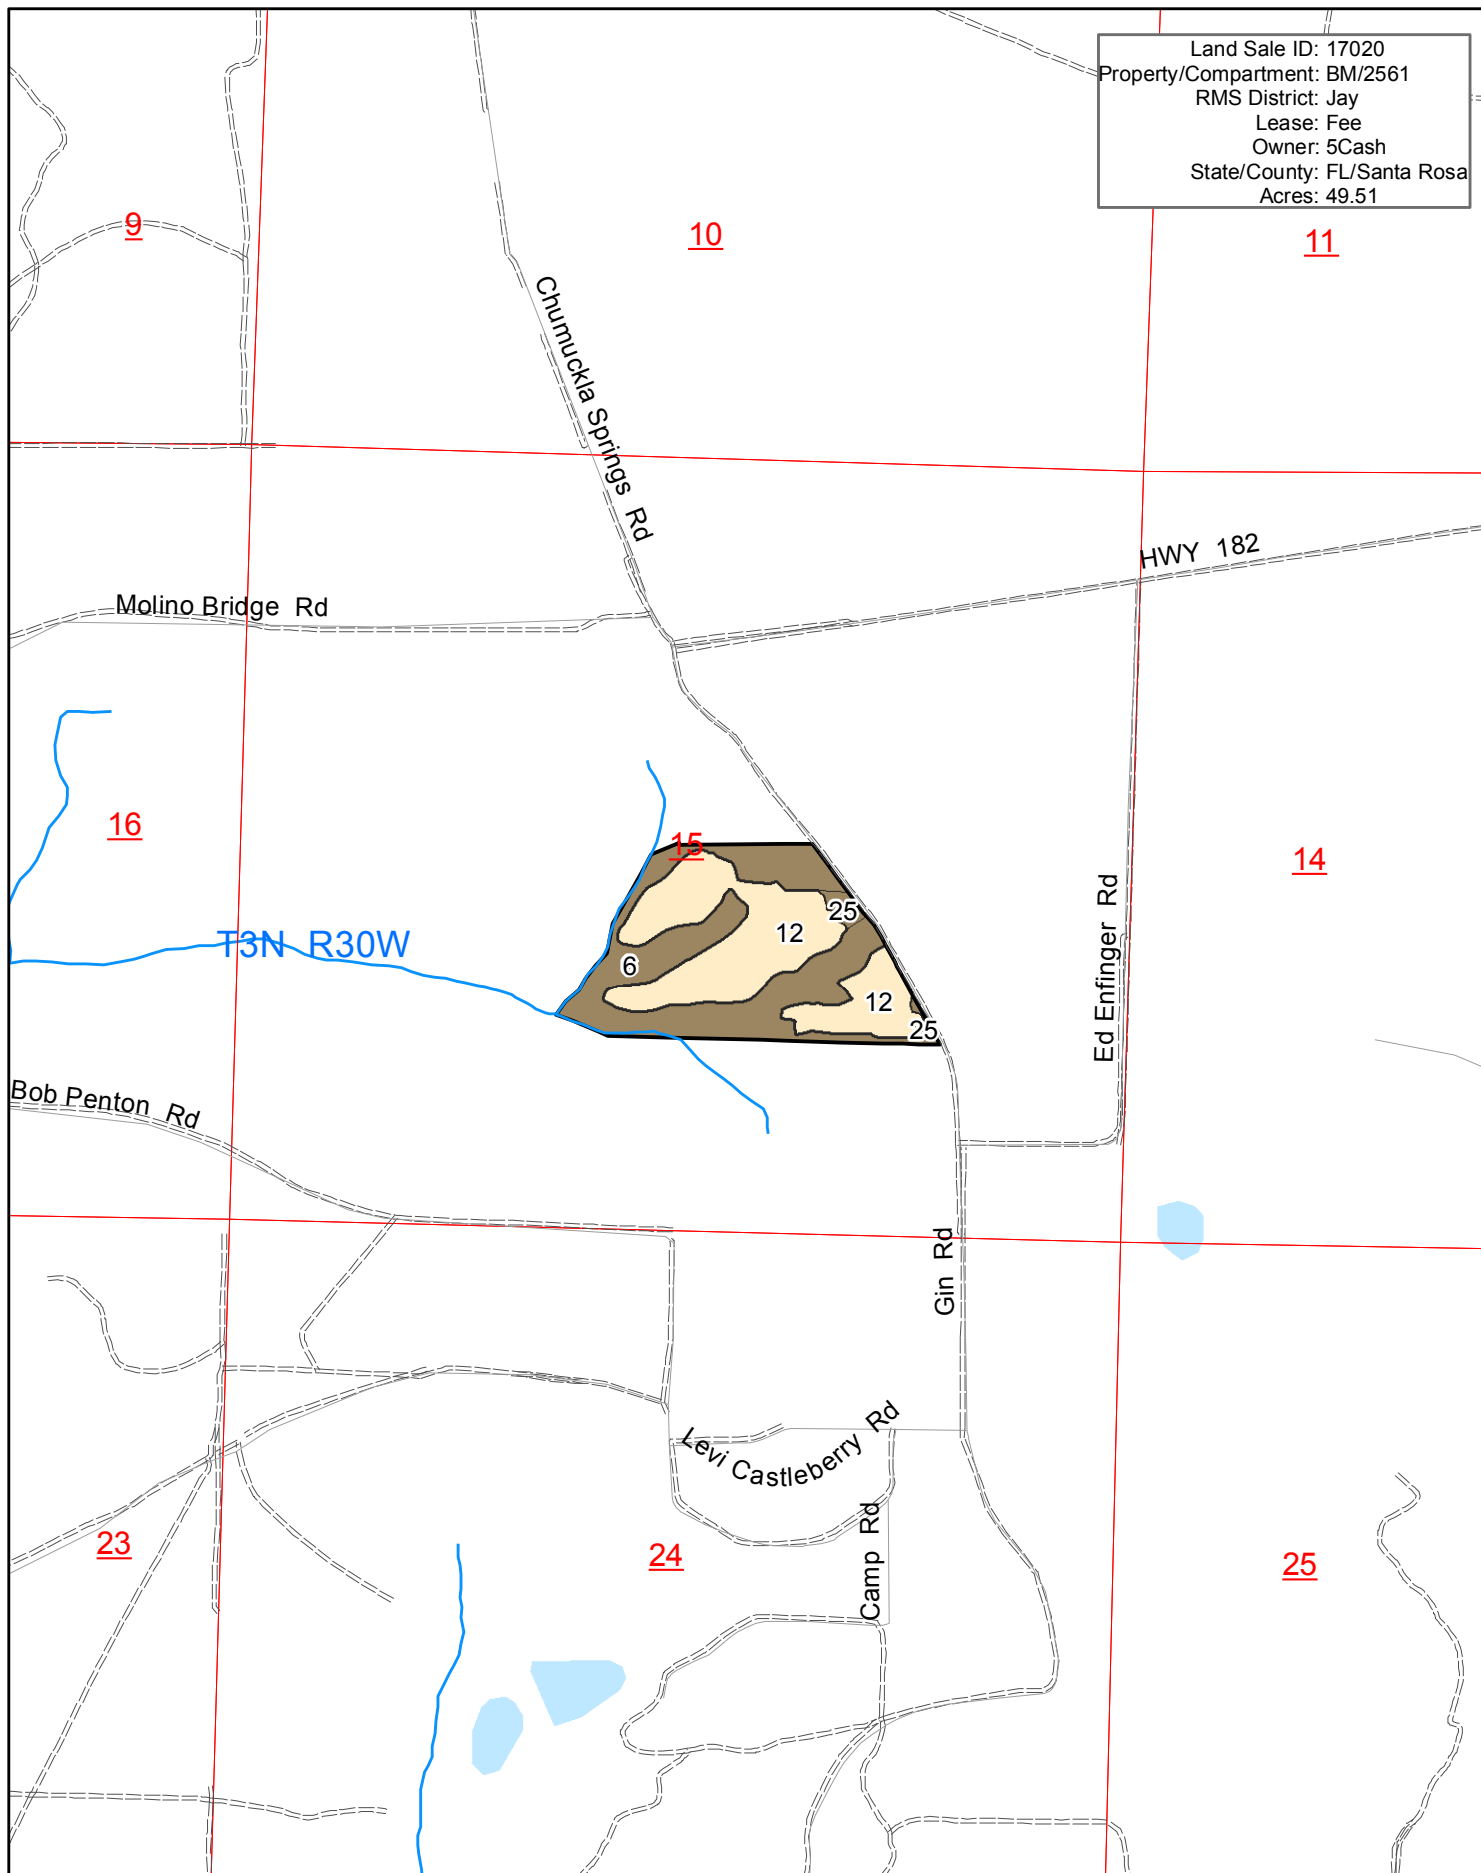 Land Sale ID: 17020
Property/Compartment: BM/2561
RMS District: Jay
Lease: Fee
Owner: 5Cash
State/County: FL/Santa Rosa
Acres: 49.51
9
10
11
Chumuckla Springs Rd
HWY 182
Molino Bridge Rd
16
15
14
25
12
T3N R30W
6
12
25
Ed Enfinger Rd
Bob Penton Rd
Gin Rd
Levi Castleberry Rd
Camp Rd
23
24
25